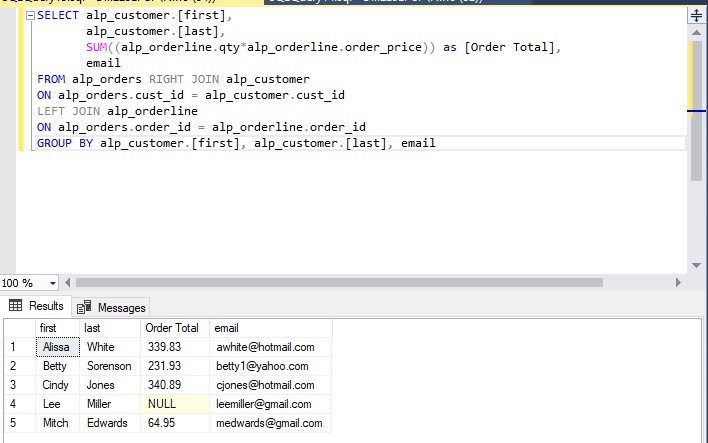 SELECT alp_customer.[first],
alp_customer.[last],
SUM((alp_orderline.qty*alp_orderline.order_price)) as [Order Total],
email
FROM alp_orders RIGHT JOIN alp_customer
ON alp_orders.cust_id = alp_customer.cust_id
LEFT JOIN alp_orderline
ON alp_orders.order_id = alp_orderline.order_id
GROUP BY alp_customer.[first], alp_customer.[last], email
100 %
Results Messages
first last Order Total email
1 Alissa White 339.83 awhite@hotmail.com
2 Betty Sorenson 231.93 betty1@yahoo.com
3 Cindy Jones 340.89 cjones@hotmail.com
4 Lee Miller NULL leemiller@gmail.com
5 Mitch Edwards 64.95 medwards@gmail.com